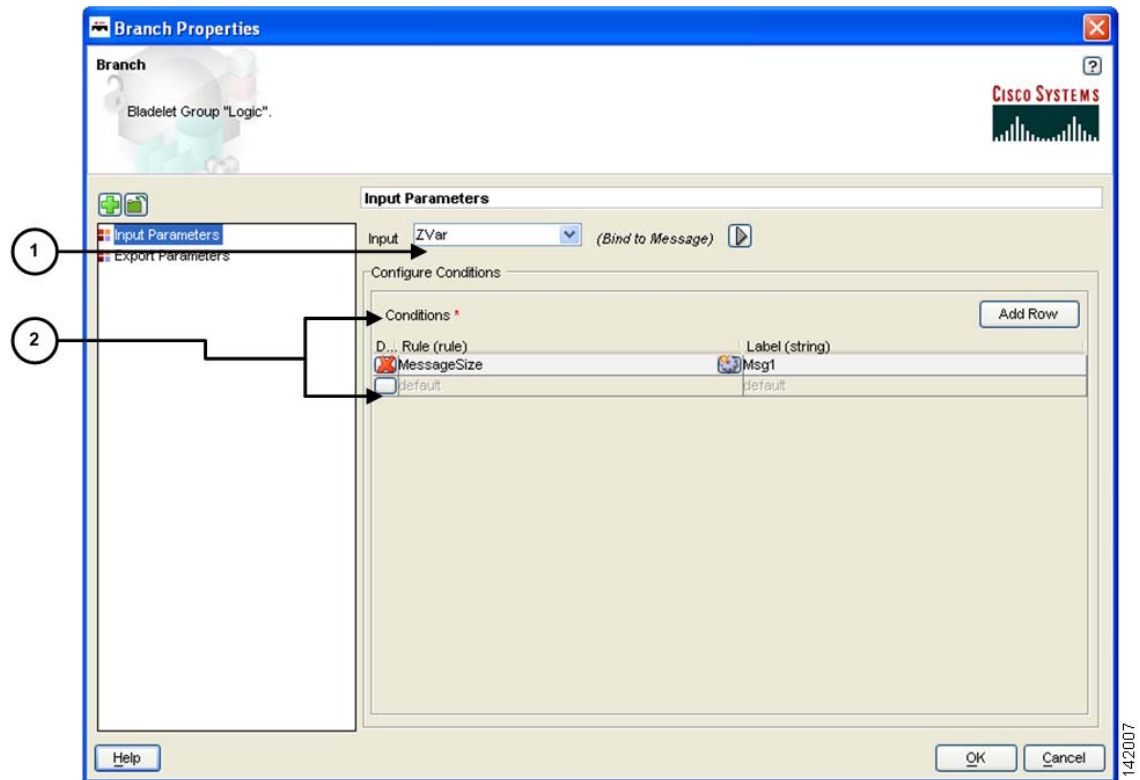 Branch Properties
Branch
?
Bladelet Group "Logic".
CISCO SYSTEMS
Input Parameters
Export Parameters
Input Parameters
Input ZVar (Bind to Message)
Configure Conditions
Conditions *
Add Row
D... Rule (rule) Label (string)
MessageSize Msg1
default default
1
2
Help
OK
Cancel
142007